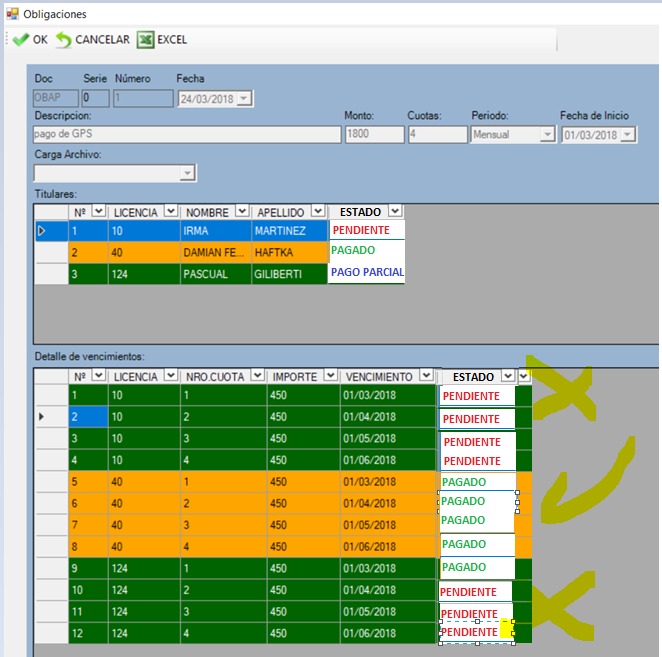 Obligaciones
OK CANCELAR EXCEL
Doc Serie Número Fecha
OBAP 0 1 24/03/2018
Descripcion: Monto: Cuotas: Periodo: Fecha de Inicio
pago de GPS 1800 4 Mensual 01/03/2018
Carga Archivo:
Titulares:
Nº LICENCIA NOMBRE APELLIDO ESTADO
1 10 IRMA MARTINEZ PENDIENTE
2 40 DAMIAN FE... HAFTKA PAGADO
3 124 PASCUAL GILIBERTI PAGO PARCIAL
Detalle de vencimientos:
Nº LICENCIA NRO.CUOTA IMPORTE VENCIMIENTO ESTADO
1 10 1 450 01/03/2018 PENDIENTE
2 10 2 450 01/04/2018 PENDIENTE
3 10 3 450 01/05/2018 PENDIENTE
4 10 4 450 01/06/2018 PENDIENTE
5 40 1 450 01/03/2018 PAGADO
6 40 2 450 01/04/2018 PAGADO
7 40 3 450 01/05/2018 PAGADO
8 40 4 450 01/06/2018 PAGADO
9 124 1 450 01/03/2018 PAGADO
10 124 2 450 01/04/2018 PENDIENTE
11 124 3 450 01/05/2018 PENDIENTE
12 124 4 450 01/06/2018 PENDIENTE